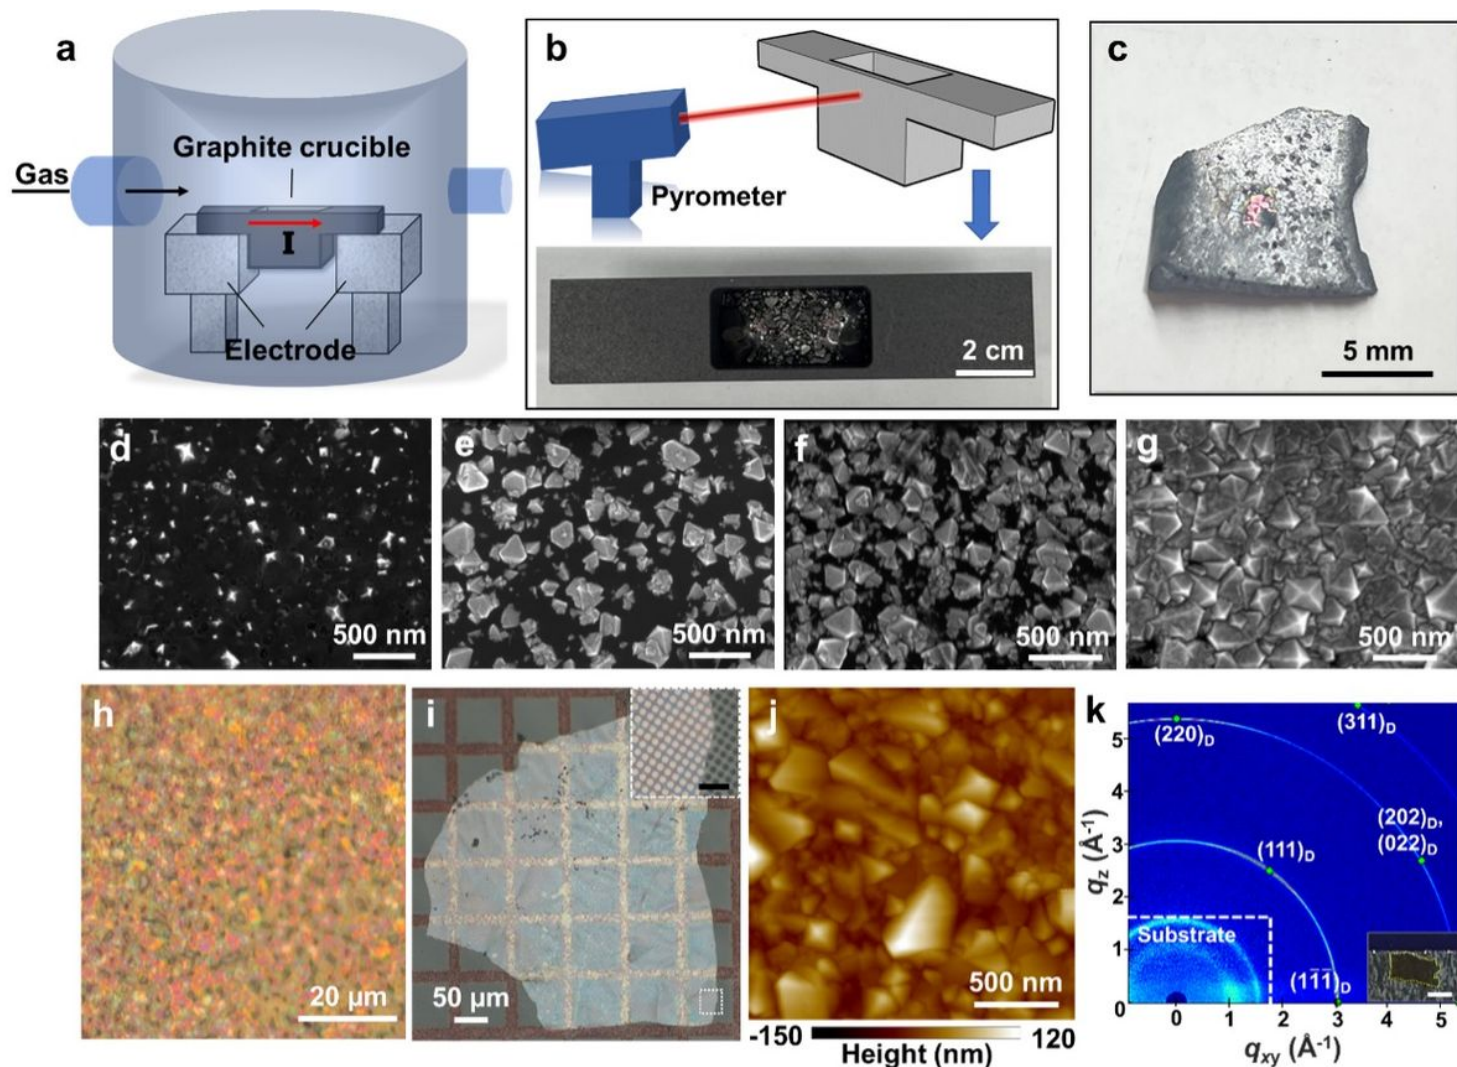 a
Gas
Graphite crucible
I
Electrode
b
Pyrometer
2 cm
c
5 mm
d
500 nm
e
500 nm
f
500 nm
g
500 nm
h
20 µm
i
50 µm
j
500 nm
-150
120
Height (nm)
k
(220)D
(311)D
(202)D,
(022)D
(111)D
Substrate
(11̅1̅)D
qz (Å-1)
5
4
3
2
1
0
0
1
2
3
4
5
qxy (Å-1)